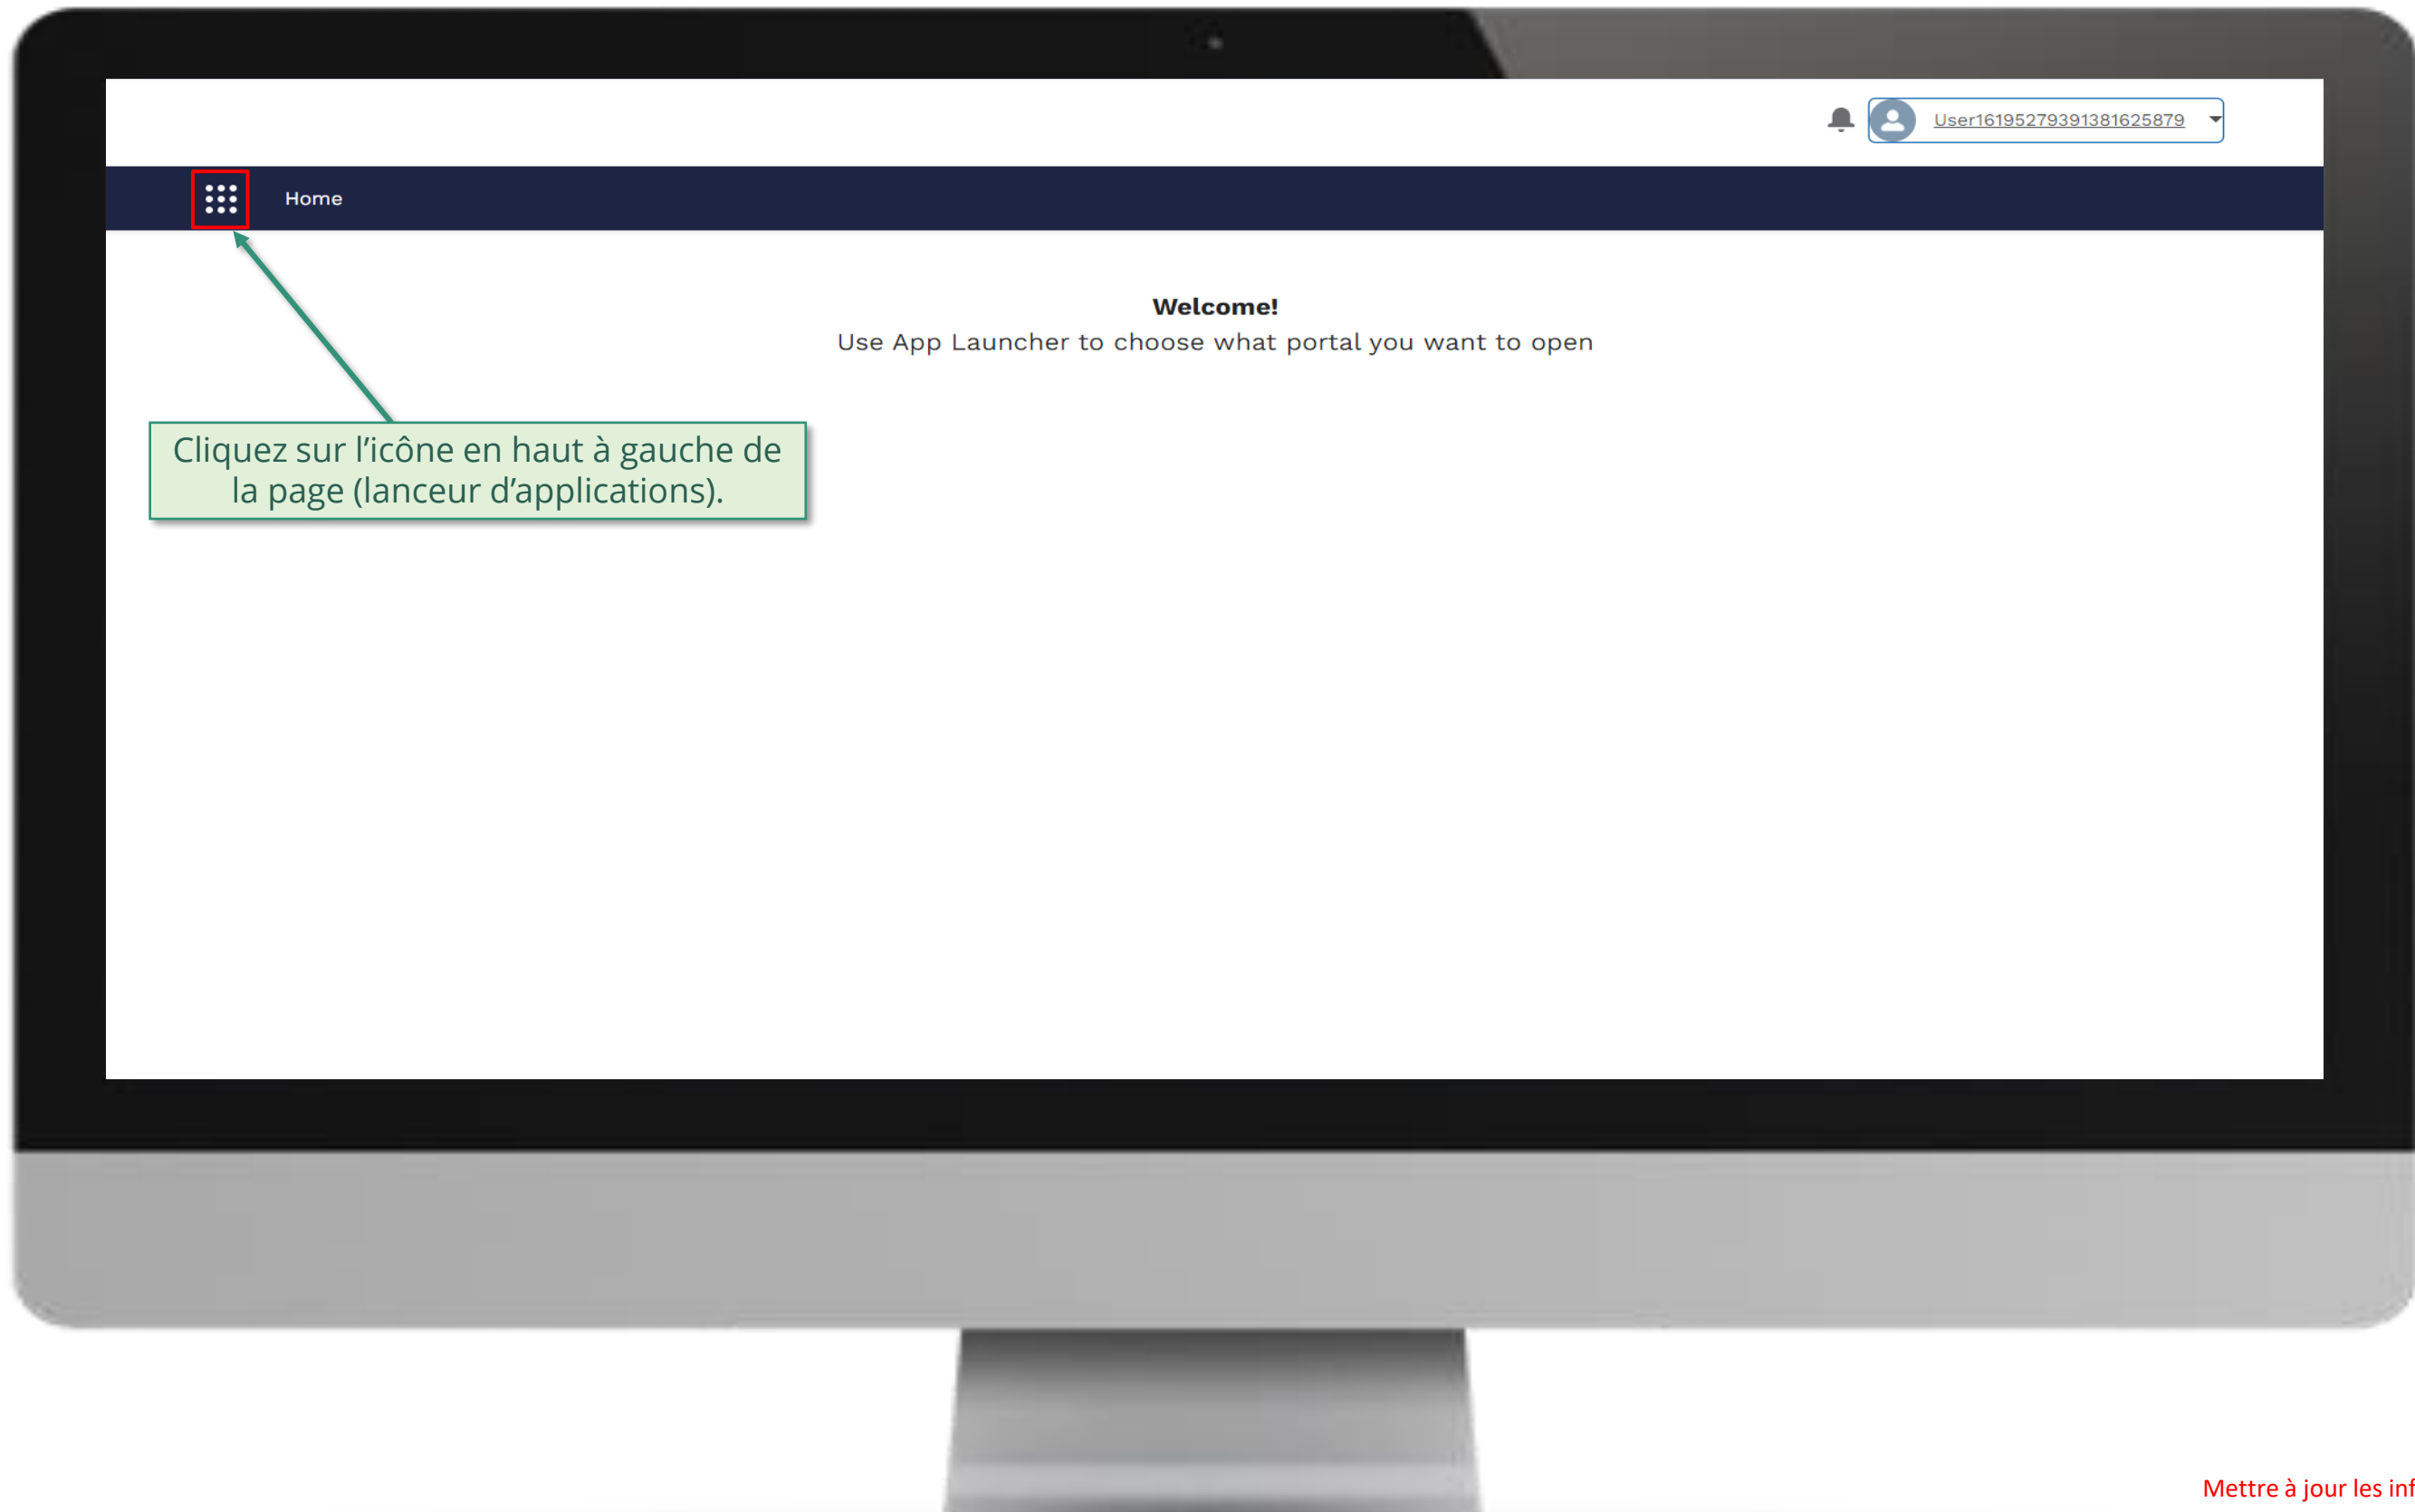 User16195279391381625879
Home
Welcome!
Use App Launcher to choose what portal you want to open
Cliquez sur l’icône en haut à gauche de
la page (lanceur d’applications).
Mettre à jour les inf